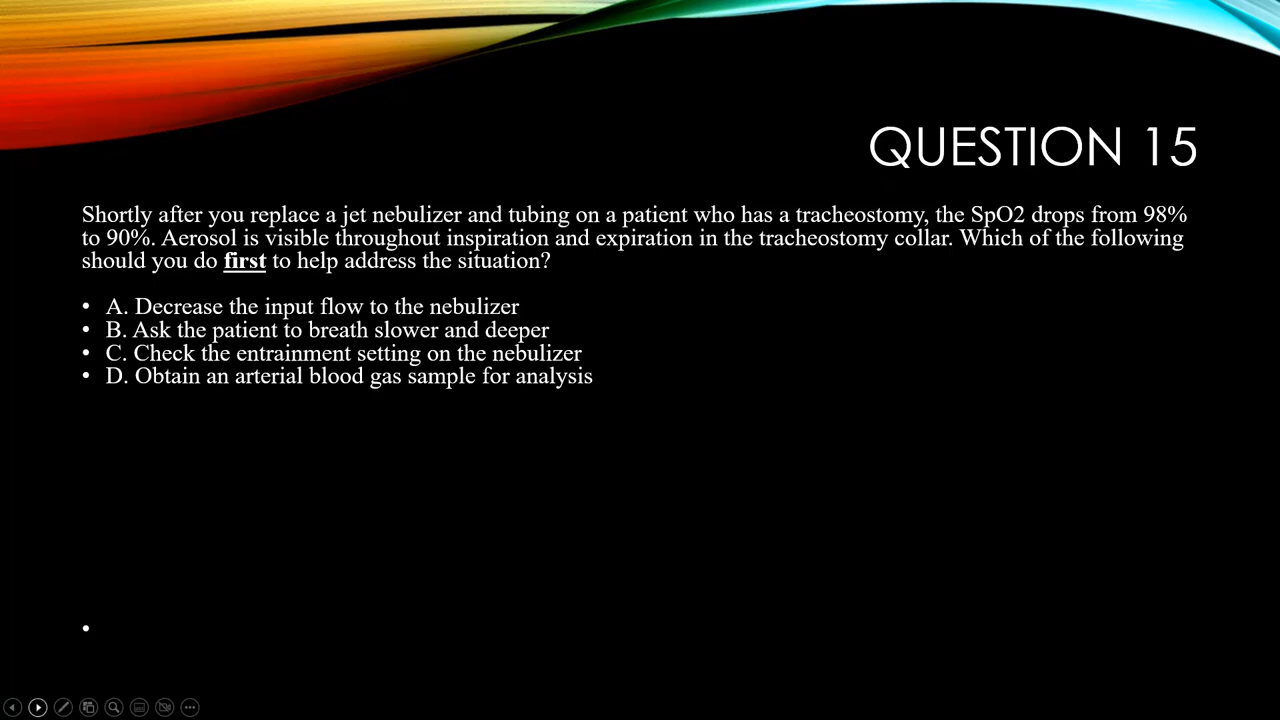 QUESTION 15
Shortly after you replace a jet nebulizer and tubing on a patient who has a tracheostomy, the SpO2 drops from 98%
to 90%. Aerosol is visible throughout inspiration and expiration in the tracheostomy collar. Which of the following
should you do first to help address the situation?
• A. Decrease the input flow to the nebulizer
• B. Ask the patient to breath slower and deeper
• C. Check the entrainment setting on the nebulizer
• D. Obtain an arterial blood gas sample for analysis
•